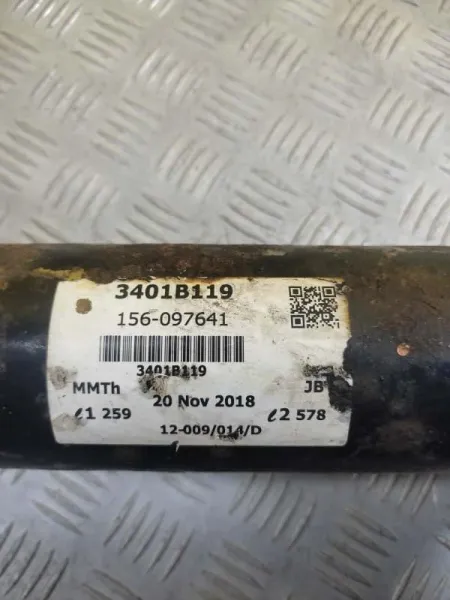 3401B119
156-097641
3401B119
MMTh 20 Nov 2018 JB
ℓ1 259 ℓ2 578
12-009/014/D